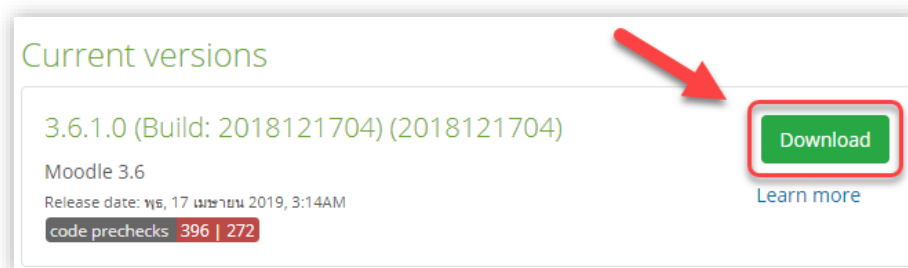 Current versions
3.6.1.0 (Build: 2018121704) (2018121704)
Download
Moodle 3.6
Learn more
Release date: พุธ, 17 เมษายน 2019, 3:14AM
code prechecks 396 | 272